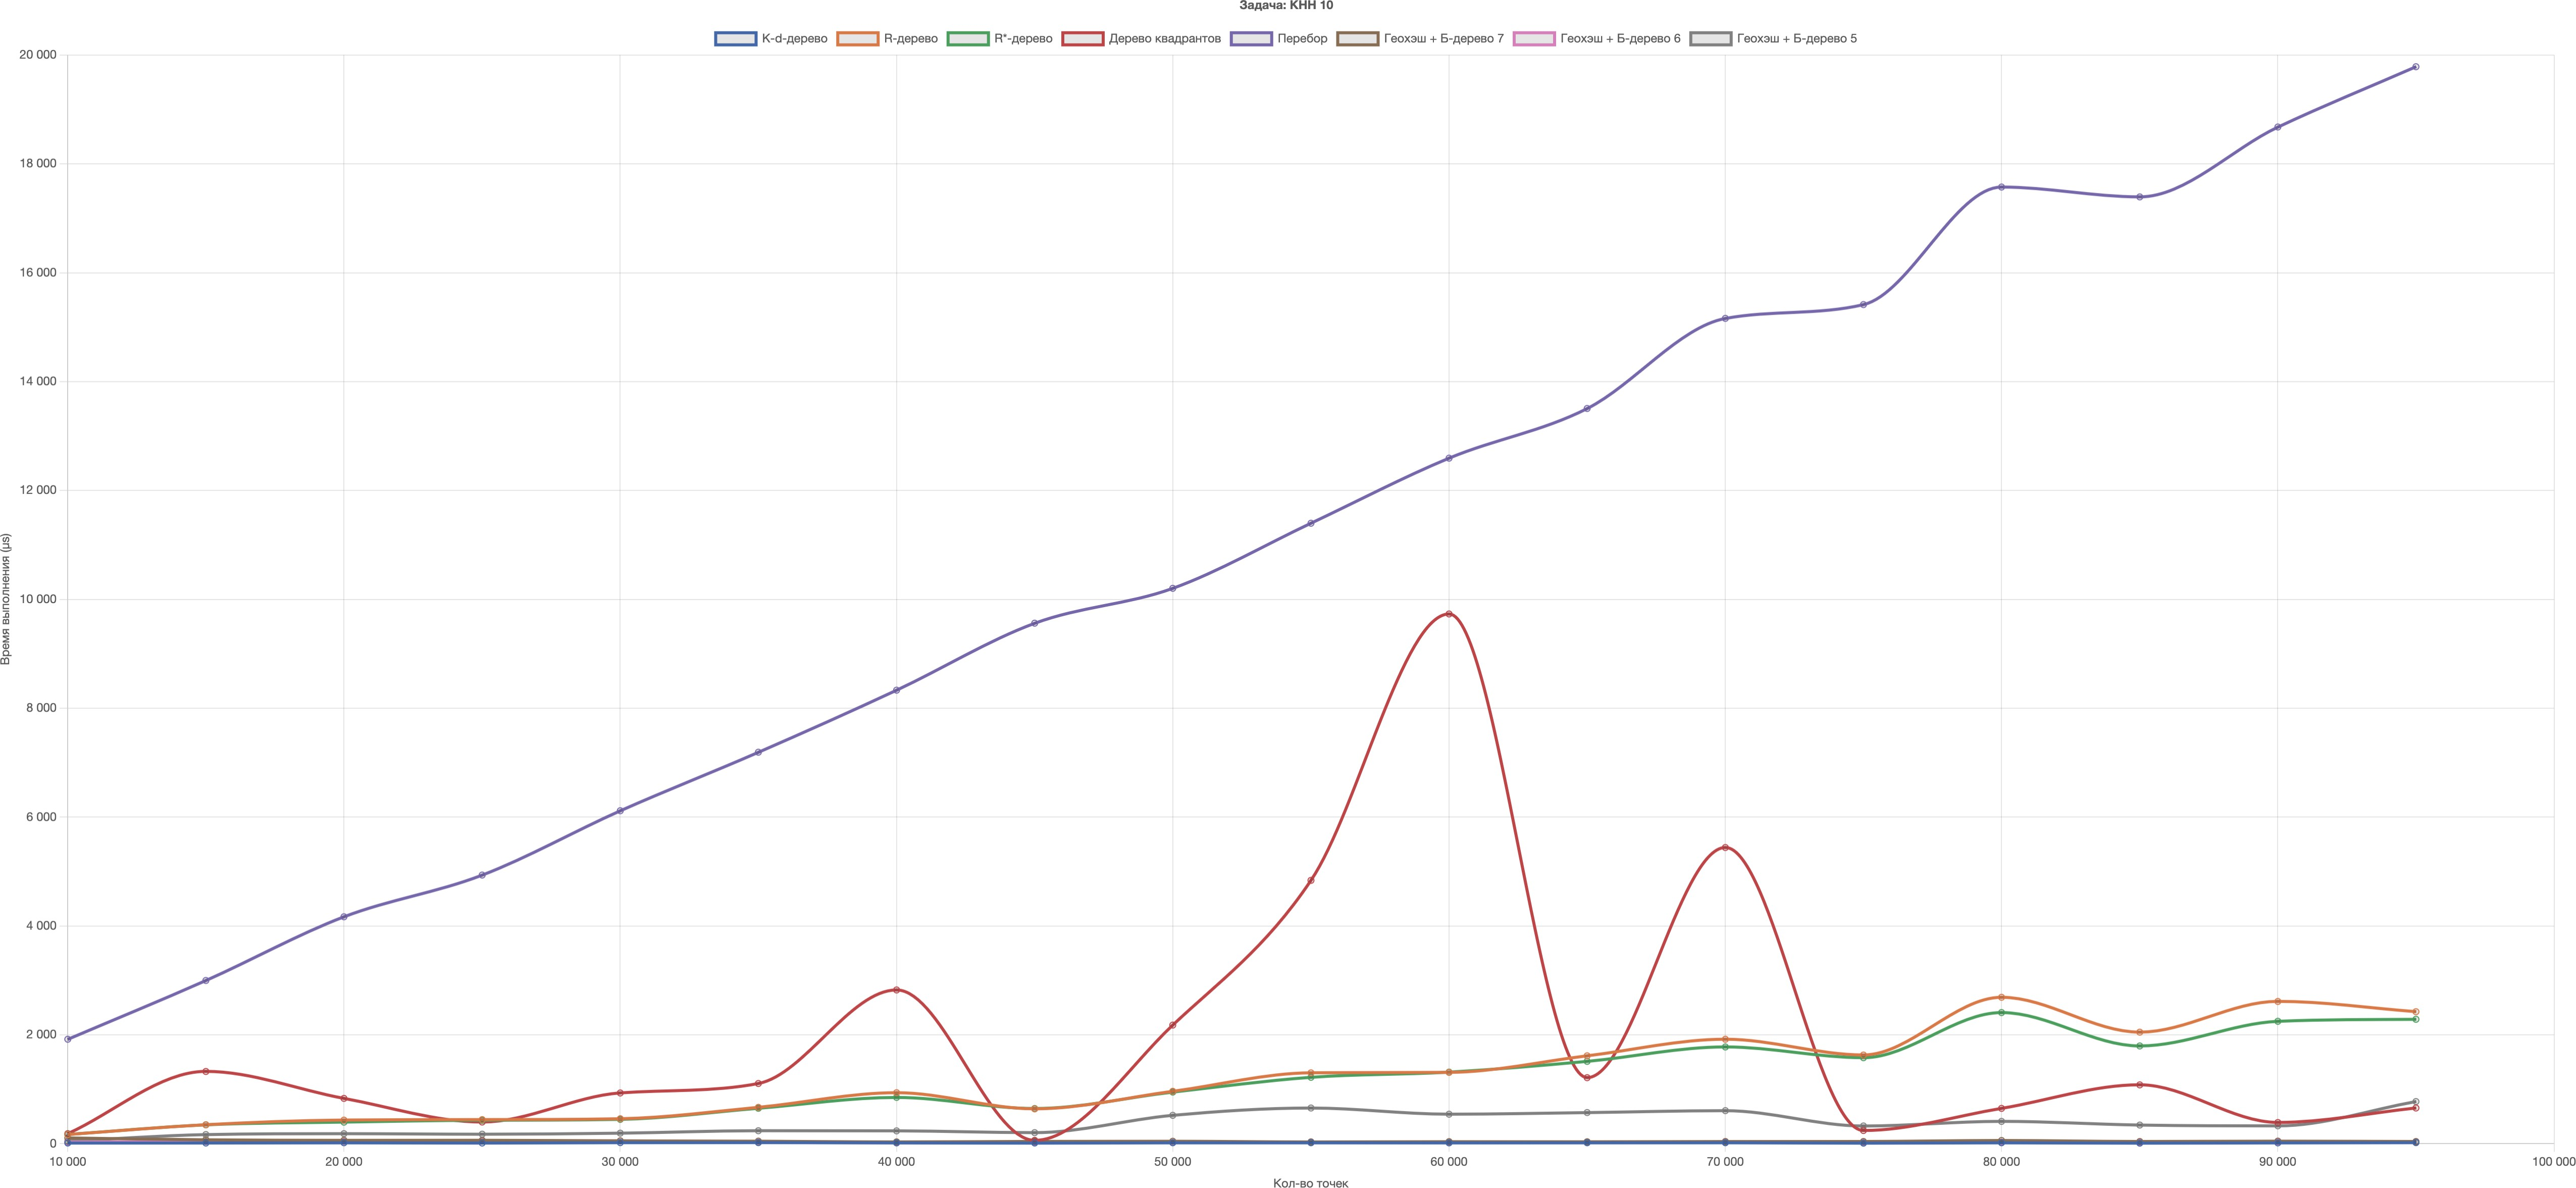 Задача: КНН 10
K-d-дерево R-дерево R*-дерево Дерево квадрантов Перебор Геохэш + Б-дерево 7 Геохэш + Б-дерево 6 Геохэш + Б-дерево 5
20 000
18 000
16 000
14 000
12 000
10 000
8 000
6 000
4 000
2 000
0
Время выполнения (μs)
10 000 20 000 30 000 40 000 50 000 60 000 70 000 80 000 90 000 100 000
Кол-во точек